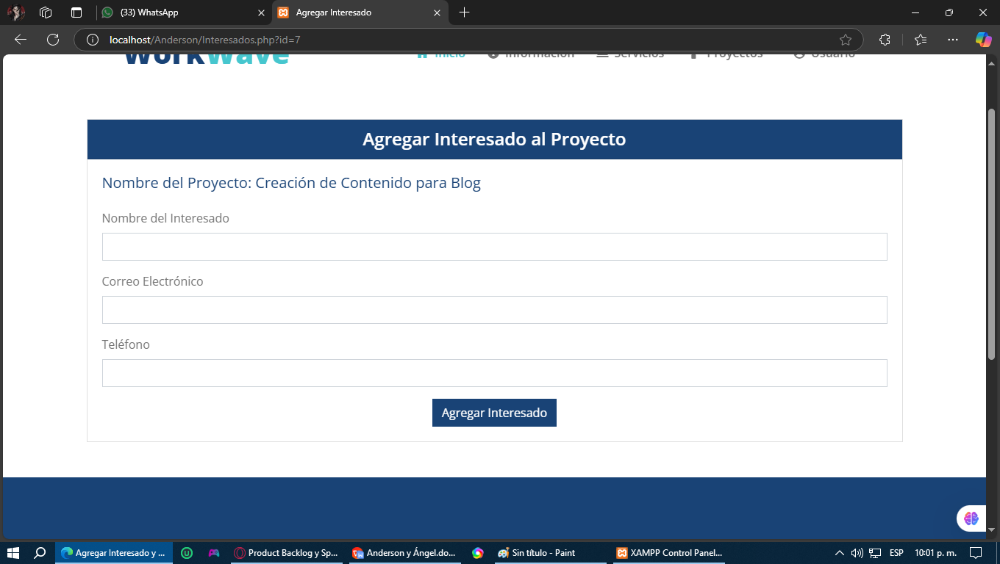 (33) WhatsApp
Agregar Interesado
localhost/Anderson/Interesados.php?id=7
WorkWave
Inicio
Información
Servicios
Proyectos
Usuario
Agregar Interesado al Proyecto
Nombre del Proyecto: Creación de Contenido para Blog
Nombre del Interesado
Correo Electrónico
Teléfono
Agregar Interesado
Agregar Interesado y ...
Product Backlog y Sp...
Anderson y Ángel.do...
Sin título - Paint
XAMPP Control Panel...
ESP
10:01 p. m.